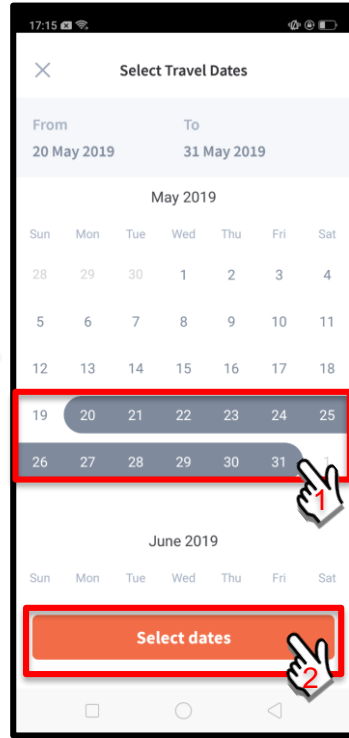 17:15
Select Travel Dates
From To
20 May 2019 31 May 2019
May 2019
Sun Mon Tue Wed Thu Fri Sat
28 29 30 1 2 3 4
5 6 7 8 9 10 11
12 13 14 15 16 17 18
19 20 21 22 23 24 25
26 27 28 29 30 31 1
1
June 2019
Sun Mon Tue Wed Thu Fri Sat
Select dates
2